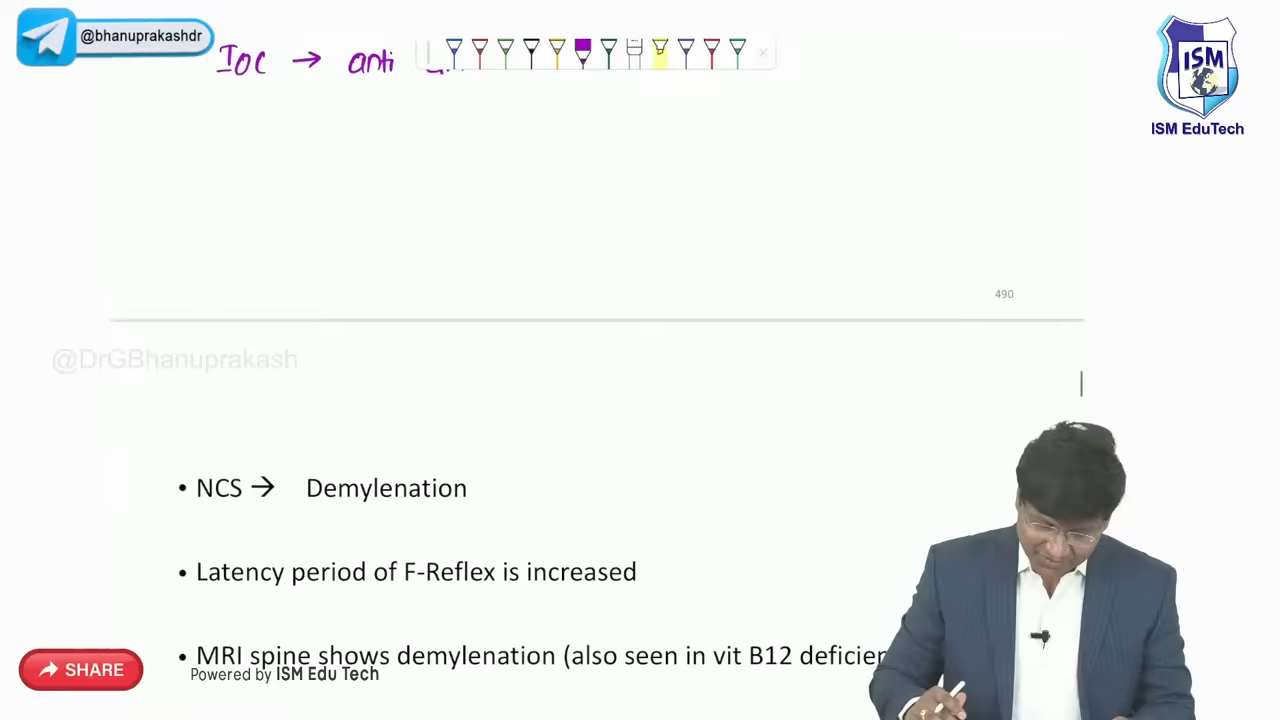 @bhanuprakashdr
IOC → anti
ISM
ISM EduTech
490
@DrGBhanuprakash
• NCS → Demylenation
• Latency period of F-Reflex is increased
• MRI spine shows demylenation (also seen in vit B12 deficien
SHARE
Powered by ISM Edu Tech